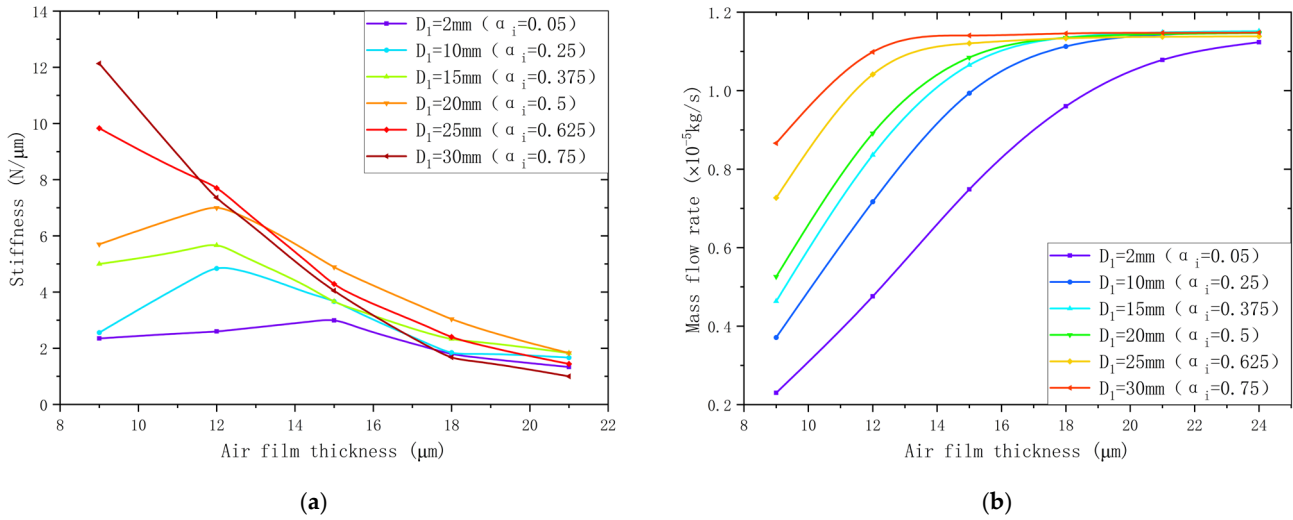 14
12
10
8
6
4
2
0
Stiffness (N/μm)
D₁=2mm (αᵢ=0.05)
D₁=10mm (αᵢ=0.25)
D₁=15mm (αᵢ=0.375)
D₁=20mm (αᵢ=0.5)
D₁=25mm (αᵢ=0.625)
D₁=30mm (αᵢ=0.75)
8 10 12 14 16 18 20 22
Air film thickness (μm)
(a)
1.2
1.0
0.8
0.6
0.4
0.2
Mass flow rate (×10⁻⁵kg/s)
D₁=2mm (αᵢ=0.05)
D₁=10mm (αᵢ=0.25)
D₁=15mm (αᵢ=0.375)
D₁=20mm (αᵢ=0.5)
D₁=25mm (αᵢ=0.625)
D₁=30mm (αᵢ=0.75)
8 10 12 14 16 18 20 22 24
Air film thickness (μm)
(b)